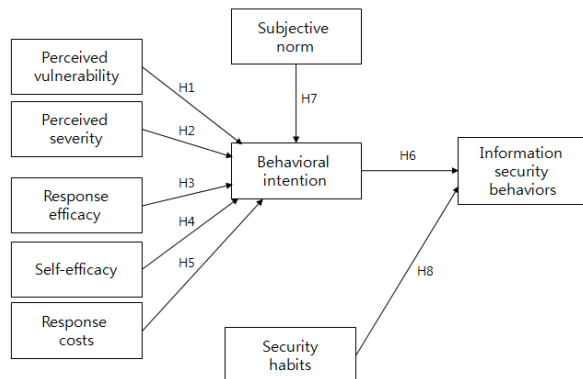 Subjective
norm
Perceived
vulnerability
H1
H7
Perceived
severity
H2
Behavioral
intention
H6
Information
security
behaviors
Response
efficacy
H3
H4
Self-efficacy
H5
H8
Response
costs
Security
habits